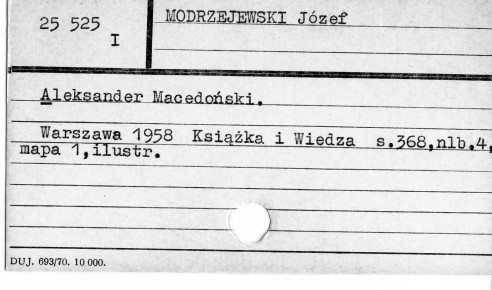 25 525
I
MODRZEJEWSKI Józef
Aleksander Macedoński.
Warszawa 1958 Książka i Wiedza s.368,nlb.4,
mapa 1,ilustr.
DUJ. 693/70. 10 000.